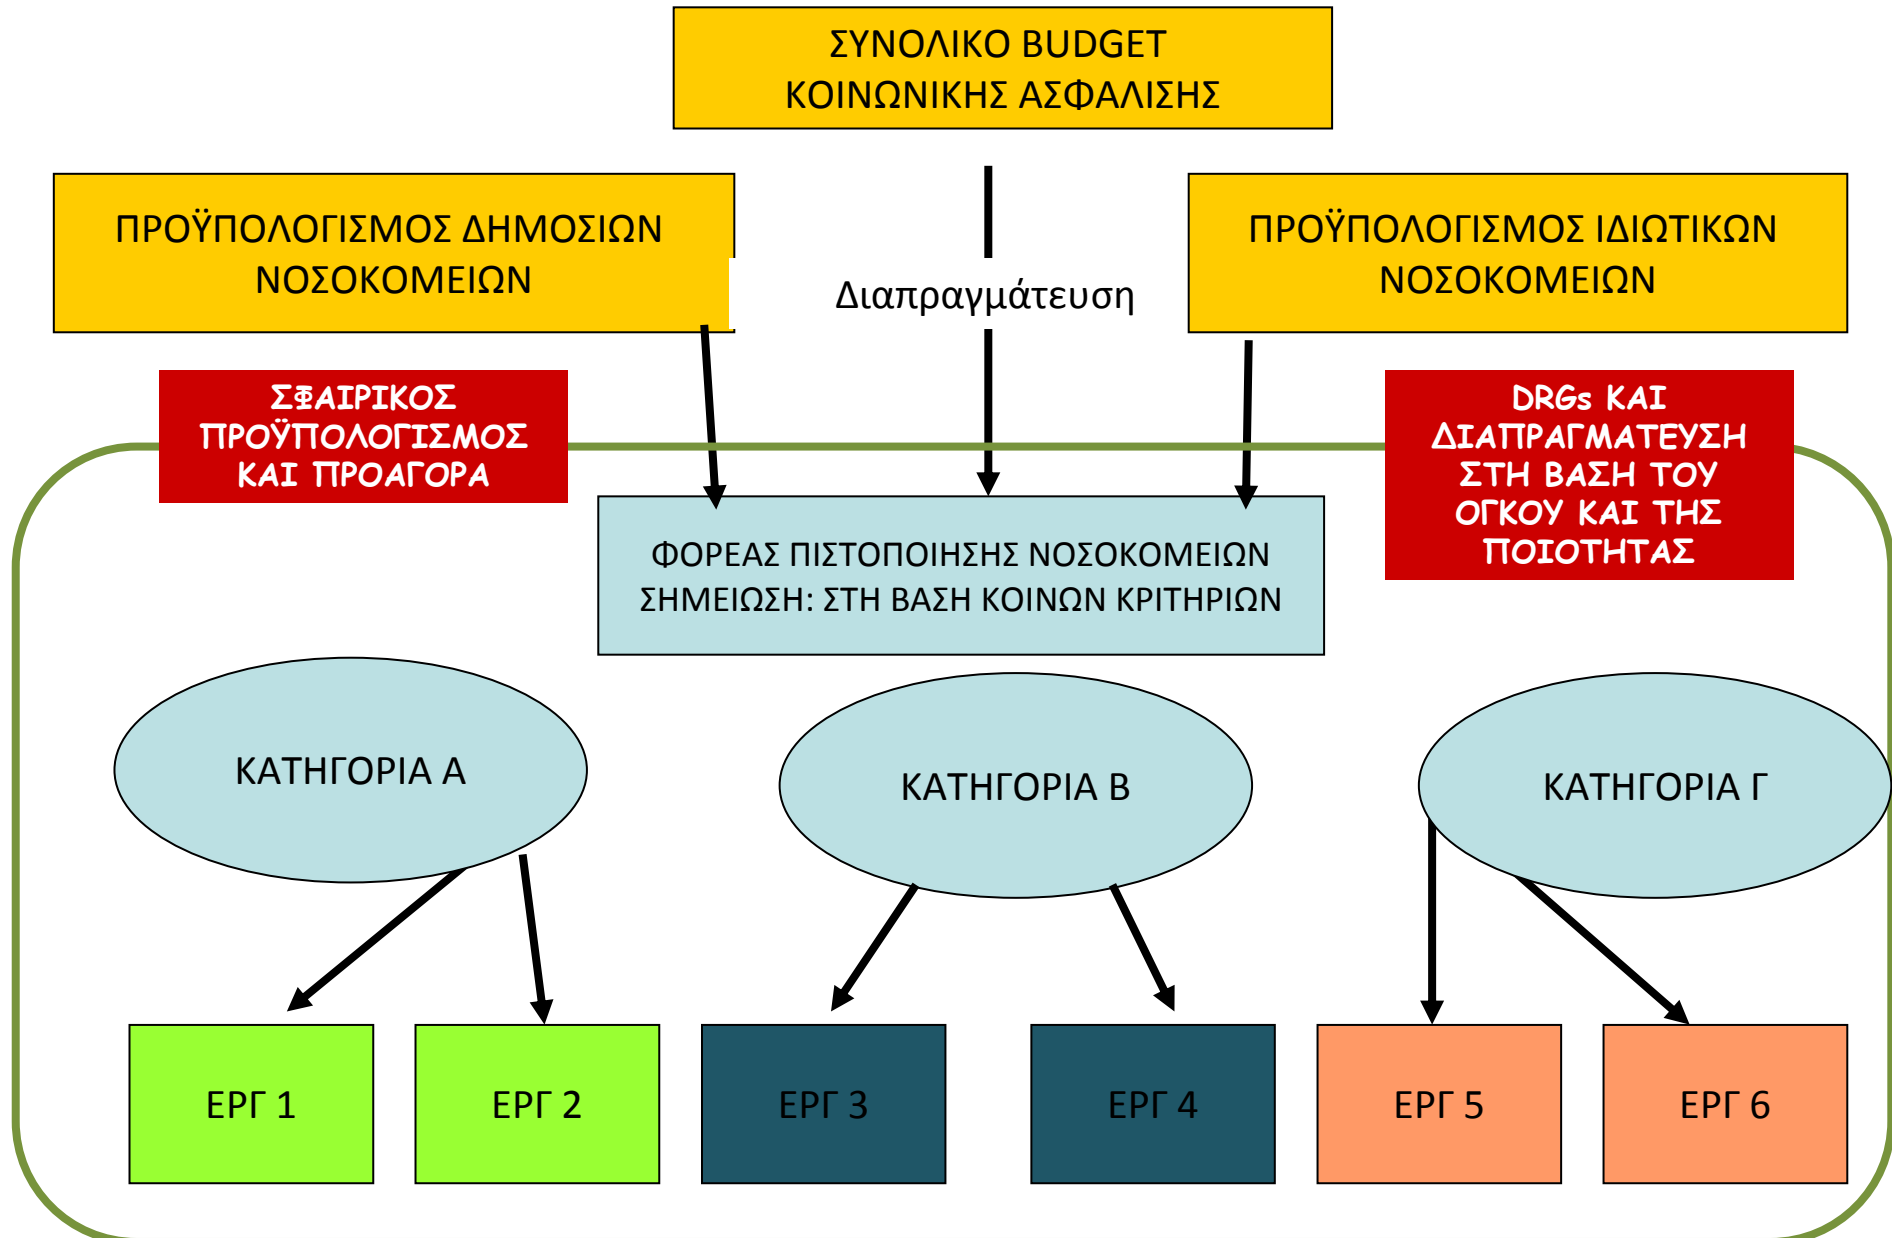 ΣΥΝΟΛΙΚΟ BUDGET
ΚΟΙΝΩΝΙΚΗΣ ΑΣΦΑΛΙΣΗΣ
ΠΡΟΫΠΟΛΟΓΙΣΜΟΣ ΔΗΜΟΣΙΩΝ
ΝΟΣΟΚΟΜΕΙΩΝ
Διαπραγμάτευση
ΠΡΟΫΠΟΛΟΓΙΣΜΟΣ ΙΔΙΩΤΙΚΩΝ
ΝΟΣΟΚΟΜΕΙΩΝ
ΣΦΑΙΡΙΚΟΣ
ΠΡΟΫΠΟΛΟΓΙΣΜΟΣ
ΚΑΙ ΠΡΟΑΓΟΡΑ
DRGs ΚΑΙ
ΔΙΑΠΡΑΓΜΑΤΕΥΣΗ
ΣΤΗ ΒΑΣΗ ΤΟΥ
ΟΓΚΟΥ ΚΑΙ ΤΗΣ
ΠΟΙΟΤΗΤΑΣ
ΦΟΡΕΑΣ ΠΙΣΤΟΠΟΙΗΣΗΣ ΝΟΣΟΚΟΜΕΙΩΝ
ΣΗΜΕΙΩΣΗ: ΣΤΗ ΒΑΣΗ ΚΟΙΝΩΝ ΚΡΙΤΗΡΙΩΝ
ΚΑΤΗΓΟΡΙΑ Α
ΚΑΤΗΓΟΡΙΑ Β
ΚΑΤΗΓΟΡΙΑ Γ
ΕΡΓ 1
ΕΡΓ 2
ΕΡΓ 3
ΕΡΓ 4
ΕΡΓ 5
ΕΡΓ 6